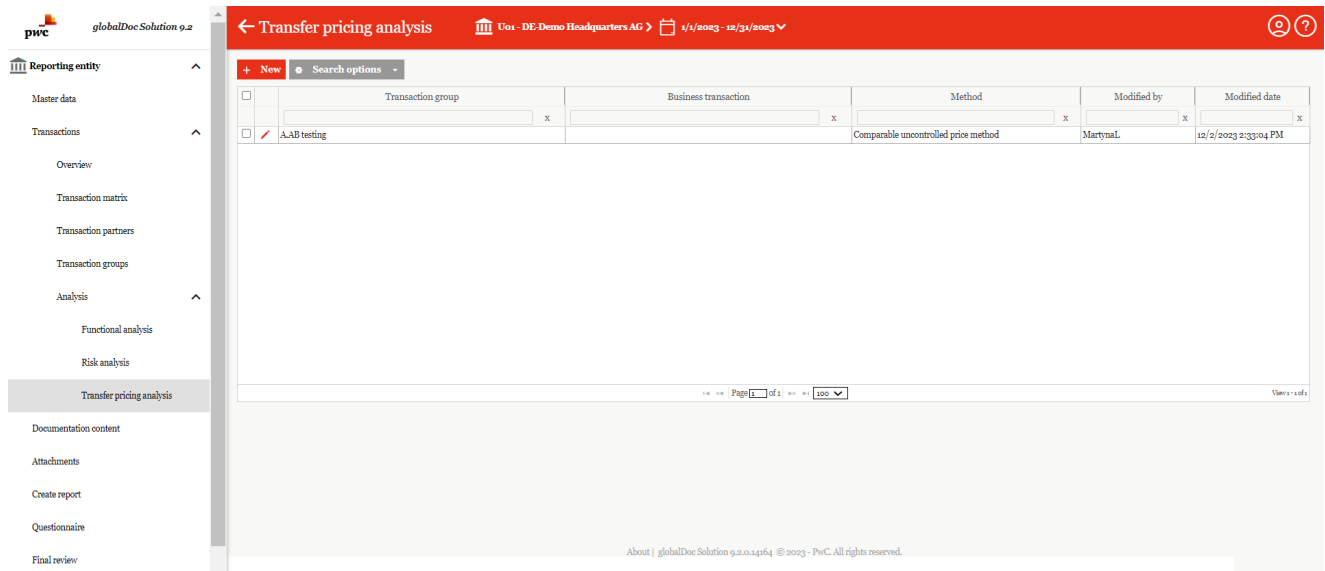 pwc
globalDoc Solution 9.2
Transfer pricing analysis
U01 - DE-Demo Headquarters AG
1/1/2023 - 12/31/2023
?
Reporting entity
Master data
Transactions
Overview
Transaction matrix
Transaction partners
Transaction groups
Analysis
Functional analysis
Risk analysis
Transfer pricing analysis
Documentation content
Attachments
Create report
Questionnaire
Final review
+ New
Search options
Transaction group Business transaction Method Modified by Modified date
x x x x x
A.AB testing Comparable uncontrolled price method MartynaL 12/2/2023 2:33:04 PM
Page 1 of 1 100
View 1 - 1 of 1
About | globalDoc Solution 9.2.0.14164 © 2023 - PwC. All rights reserved.